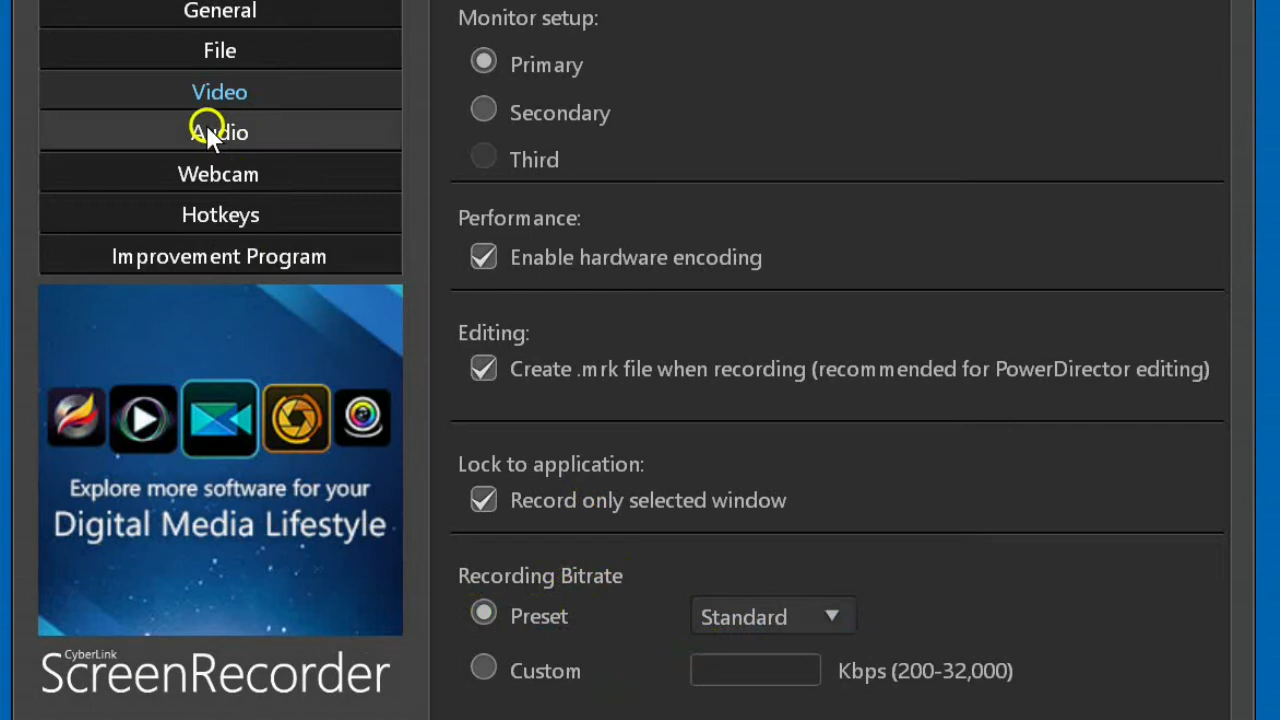 General
File
Video
Audio
Webcam
Hotkeys
Improvement Program
Explore more software for your
Digital Media Lifestyle
CyberLink
ScreenRecorder
Monitor setup:
Primary
Secondary
Third
Performance:
Enable hardware encoding
Editing:
Create .mrk file when recording (recommended for PowerDirector editing)
Lock to application:
Record only selected window
Recording Bitrate
Preset Standard
Custom Kbps (200-32,000)